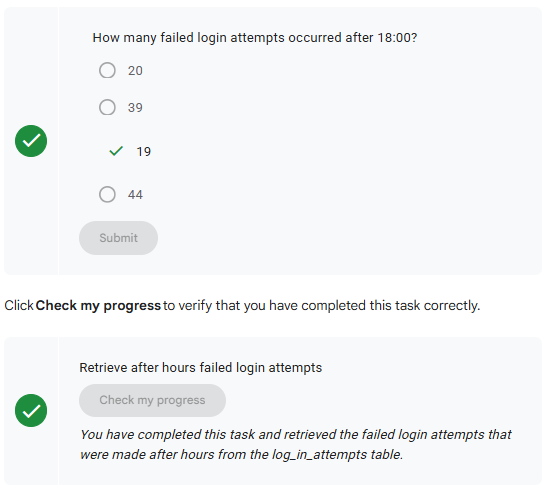 How many failed login attempts occurred after 18:00?
20
39
19
44
Submit
Click Check my progress to verify that you have completed this task correctly.
Retrieve after hours failed login attempts
Check my progress
You have completed this task and retrieved the failed login attempts that
were made after hours from the log_in_attempts table.